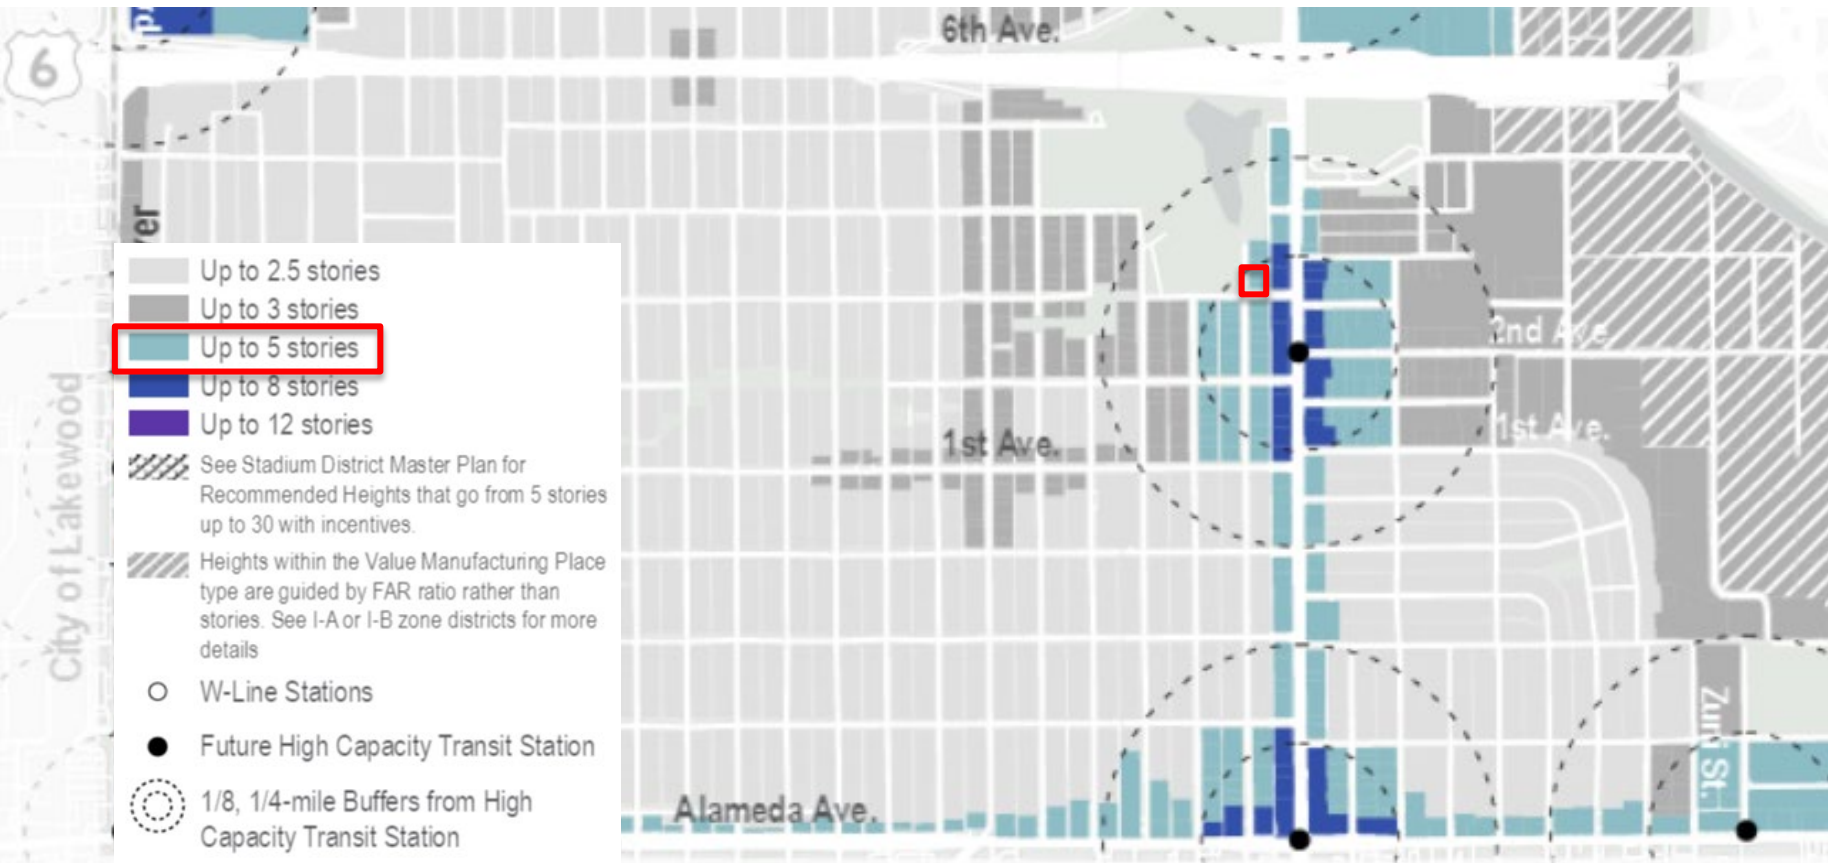 6th Ave.
6
Up to 2.5 stories
Up to 3 stories
Up to 5 stories
Up to 8 stories
Up to 12 stories
See Stadium District Master Plan for
Recommended Heights that go from 5 stories
up to 30 with incentives.
Heights within the Value Manufacturing Place
type are guided by FAR ratio rather than
stories. See I-A or I-B zone districts for more
details
W-Line Stations
Future High Capacity Transit Station
1/8, 1/4-mile Buffers from High
Capacity Transit Station
City of Lakewood
2nd Ave.
1st Ave.
1st Ave.
Zuni St.
Alameda Ave.